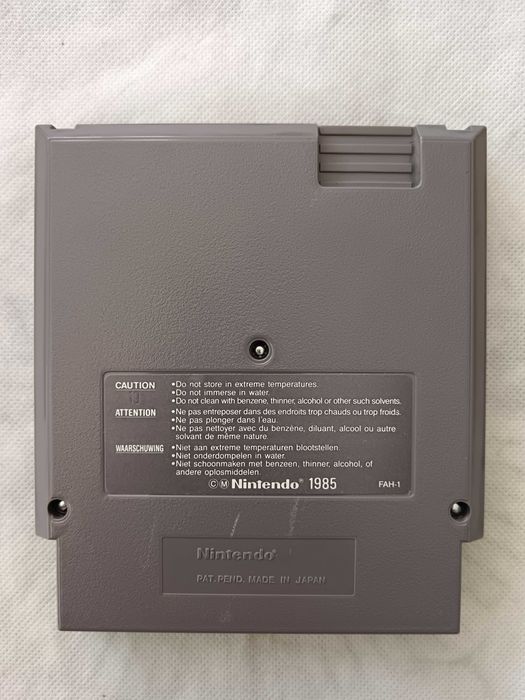 CAUTION •Do not store in extreme temperatures.
•Do not immerse in water.
•Do not clean with benzene, thinner, alcohol or other such solvents.
ATTENTION •Ne pas entreposer dans des endroits trop chauds ou trop froids.
•Ne pas plonger dans l'eau.
•Ne pas nettoyer avec du benzéne, diluant, alcool ou autre
solvant de même nature.
WAARSCHUWING •Niet aan extreme temperaturen blootstellen.
•Niet onderdompelen in water.
•Niet schoonmaken met benzeen, thinner, alcohol, of
andere oplosmiddelen.
©Ⓜ Nintendo® 1985 FAH-1
Nintendo®
PAT. PEND. MADE IN JAPAN